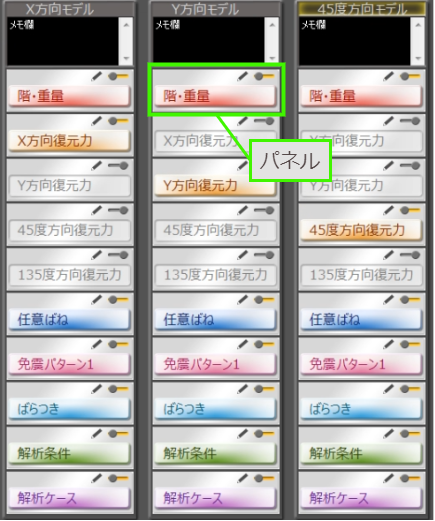 X方向モデル
メモ欄
階・重量
X方向復元力
Y方向復元力
45度方向復元力
135度方向復元力
任意ばね
免震パターン1
ばらつき
解析条件
解析ケース
Y方向モデル
メモ欄
階・重量
パネル
X方向復元力
Y方向復元力
45度方向復元力
135度方向復元力
任意ばね
免震パターン1
ばらつき
解析条件
解析ケース
45度方向モデル
メモ欄
階・重量
Y方向復元力
45度方向復元力
135度方向復元力
任意ばね
免震パターン1
ばらつき
解析条件
解析ケース